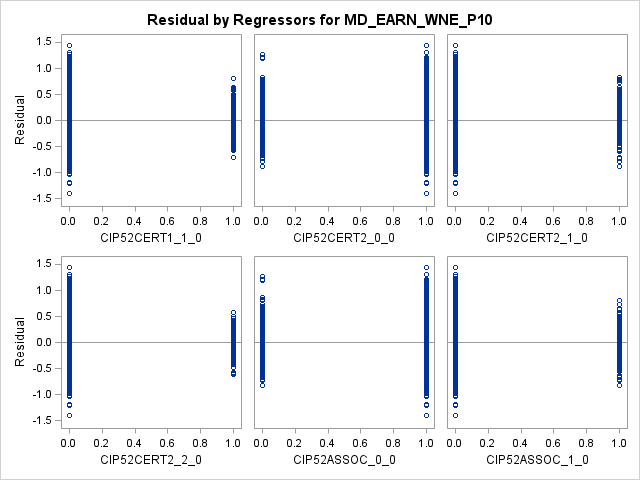 Residual by Regressors for MD_EARN_WNE_P10
Residual
1.5
1.0
0.5
0.0
-0.5
-1.0
-1.5
0.0 0.2 0.4 0.6 0.8 1.0
CIP52CERT1_1_0
0.0 0.2 0.4 0.6 0.8 1.0
CIP52CERT2_0_0
0.0 0.2 0.4 0.6 0.8 1.0
CIP52CERT2_1_0
Residual
1.5
1.0
0.5
0.0
-0.5
-1.0
-1.5
0.0 0.2 0.4 0.6 0.8 1.0
CIP52CERT2_2_0
0.0 0.2 0.4 0.6 0.8 1.0
CIP52ASSOC_0_0
0.0 0.2 0.4 0.6 0.8 1.0
CIP52ASSOC_1_0